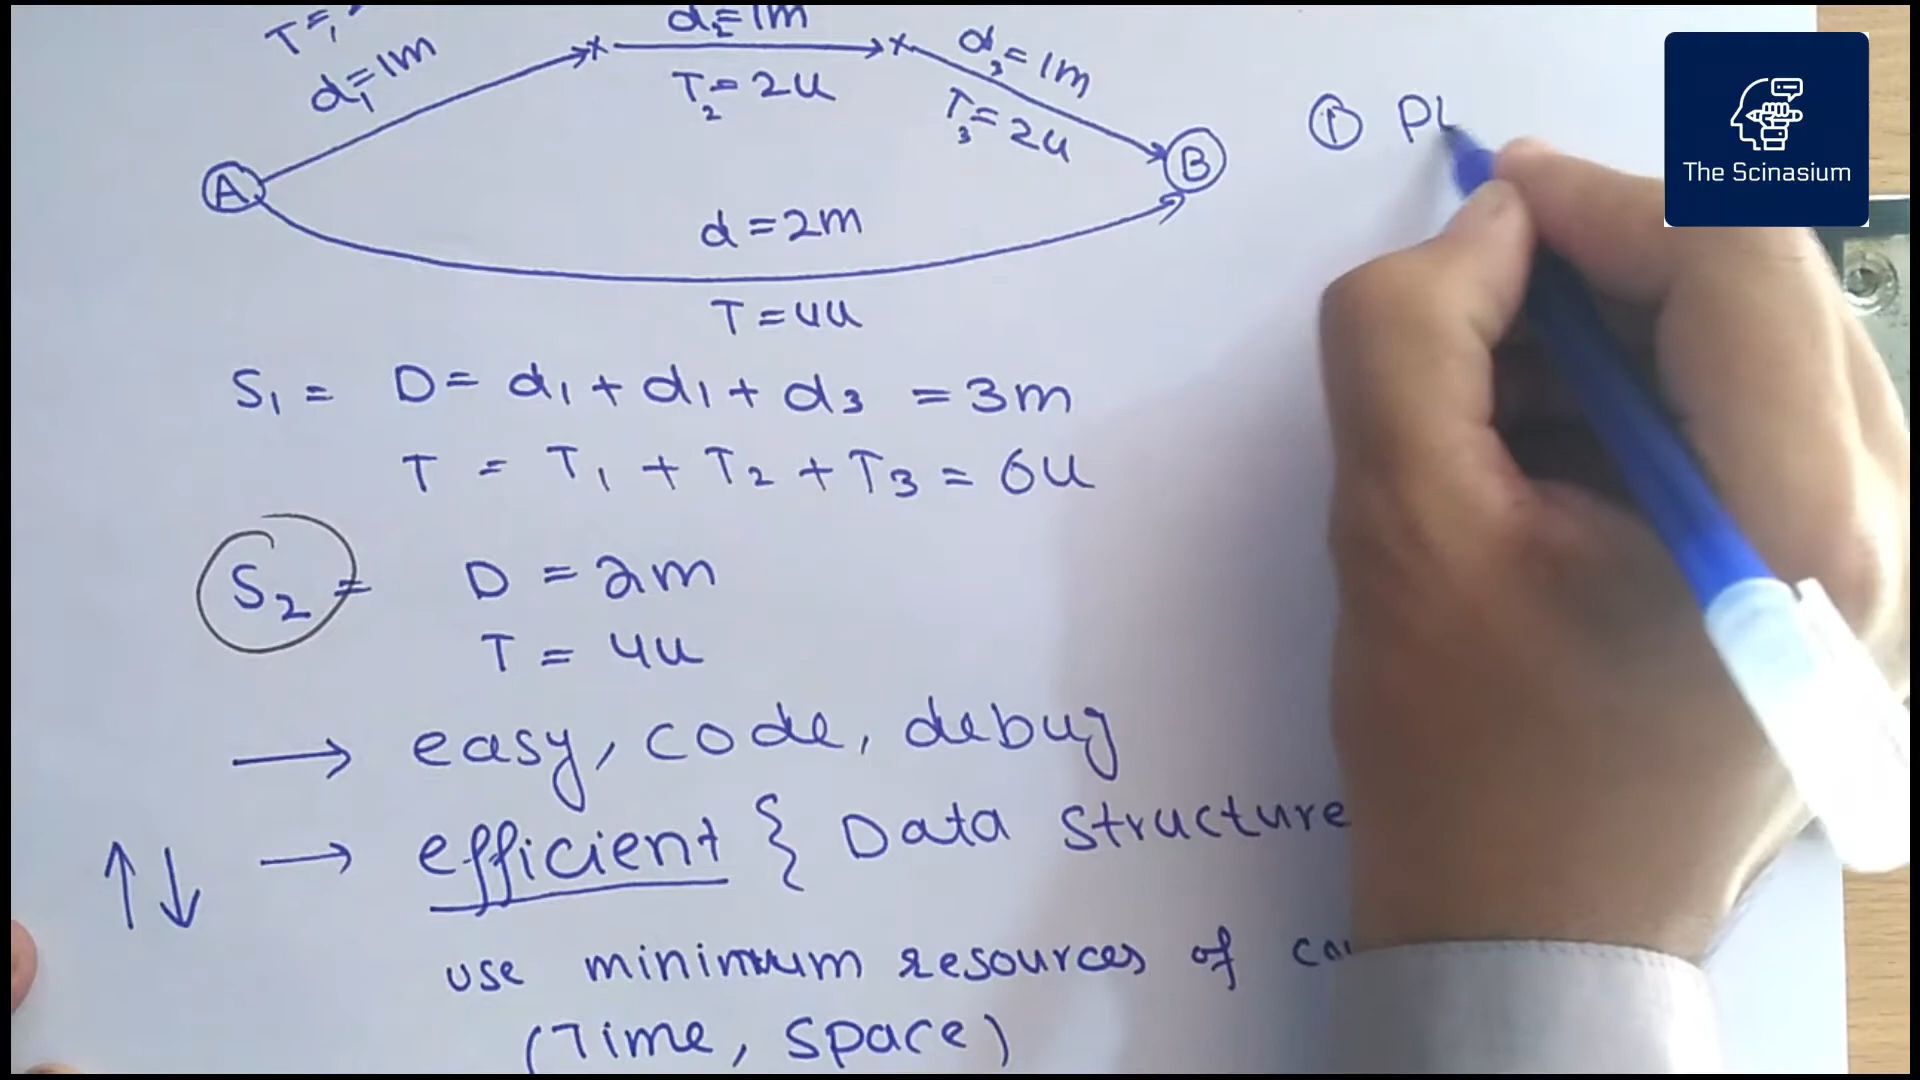 T₁=
d₁=1m
d₂=1m
T₂=2u
d₃=1m
T₃=2u
A
B
d=2m
T=4u
S₁= D= d₁+d₁+d₃ =3m
T = T₁+T₂+T₃=6u
S₂= D =2m
T = 4u
→ easy, code, debug
↑↓ → efficient } Data structure
use minimum resources of
(Time, space)
①
The Scinasium